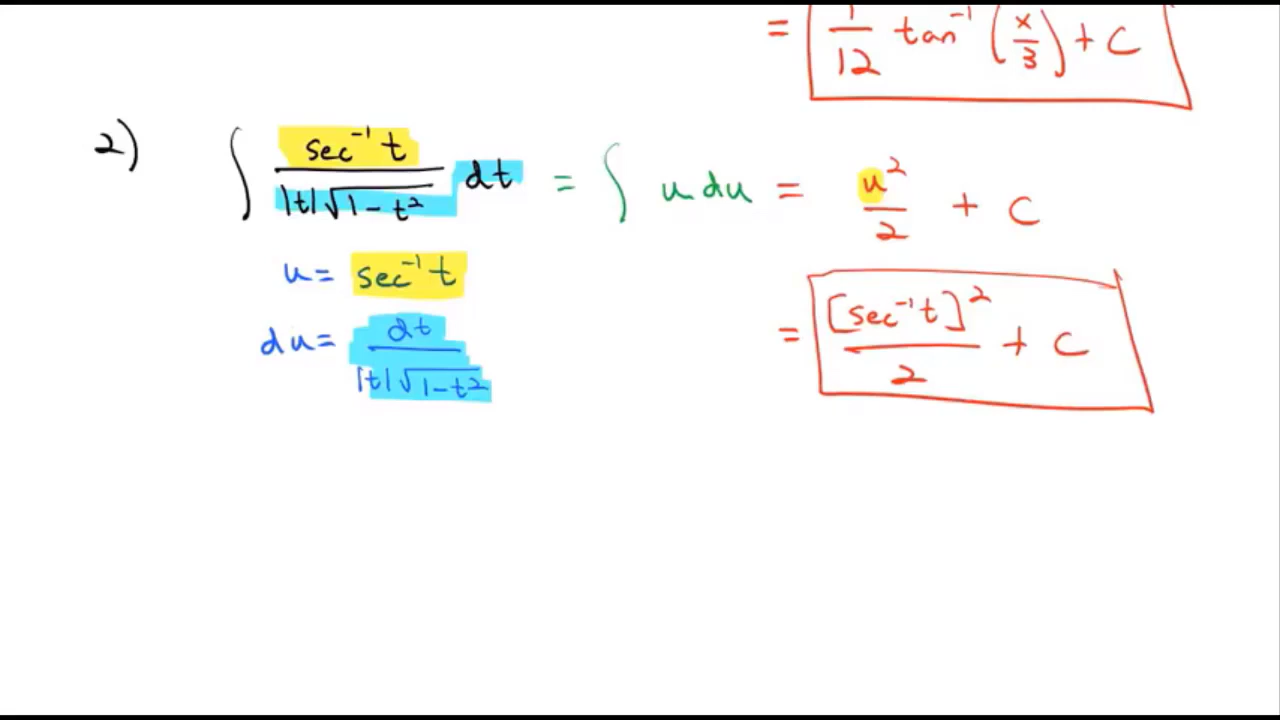 = 1/12 tan⁻¹ (x/3) + C
2) ∫ sec⁻¹ t / |t|√1-t² dt = ∫ u du = u²/2 + C
u = sec⁻¹ t
du = dt / |t|√1-t²
= [sec⁻¹ t]²/2 + C